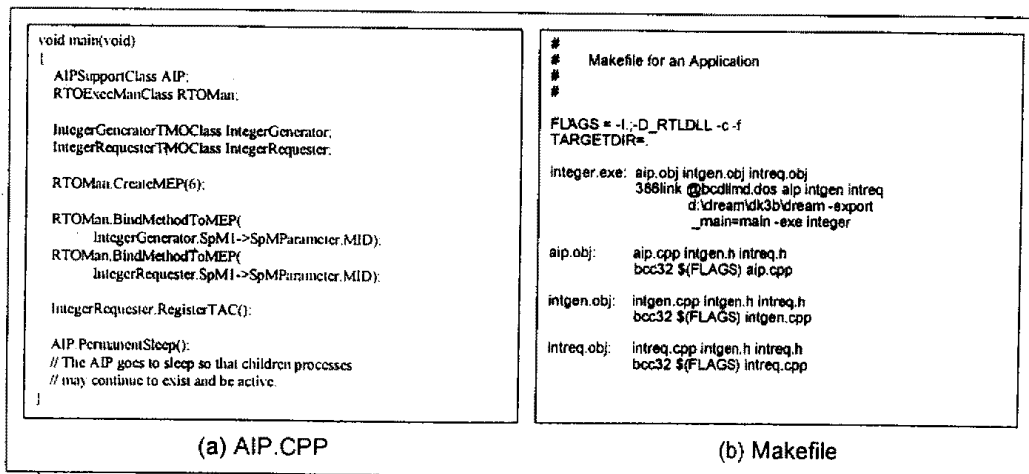 void main(void)
{
AIPSupportClass AIP;
RTOExecManClass RTOMan;
IntegerGeneratorTMOClass IntegerGenerator;
IntegerRequesterTMOClass IntegerRequester;
RTOMan.CreateMEP(6);
RTOMan.BindMethodToMEP(
IntegerGenerator.SpM1->SpMParameter.MID);
RTOMan.BindMethodToMEP(
IntegerRequester.SpM1->SpMParameter.MID);
IntegerRequester.RegisterTAC();
AIP.PermanentSleep();
// The AIP goes to sleep so that children processes
// may continue to exist and be active.
}
(a) AIP.CPP
#
# Makefile for an Application
#
#
FLAGS = -I.;-D_RTLDLL -c -f
TARGETDIR=.
integer.exe: aip.obj intgen.obj intreq.obj
386link @bcdllmd.dos aip intgen intreq
d:\dream\dk3b\dream -export
_main=main -exe integer
aip.obj: aip.cpp intgen.h intreq.h
bcc32 $(FLAGS) aip.cpp
intgen.obj: intgen.cpp intgen.h intreq.h
bcc32 $(FLAGS) intgen.cpp
intreq.obj: intreq.cpp intgen.h intreq.h
bcc32 $(FLAGS) intreq.cpp
(b) Makefile